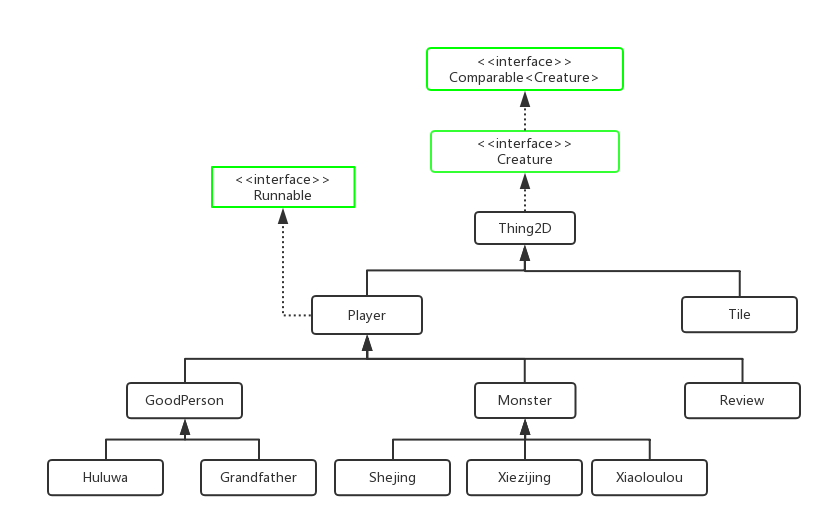 <<interface>>
Comparable<Creature>
<<interface>>
Creature
<<interface>>
Runnable
Thing2D
Player
Tile
GoodPerson
Monster
Review
Huluwa
Grandfather
Shejing
Xiezijing
Xiaoloulou